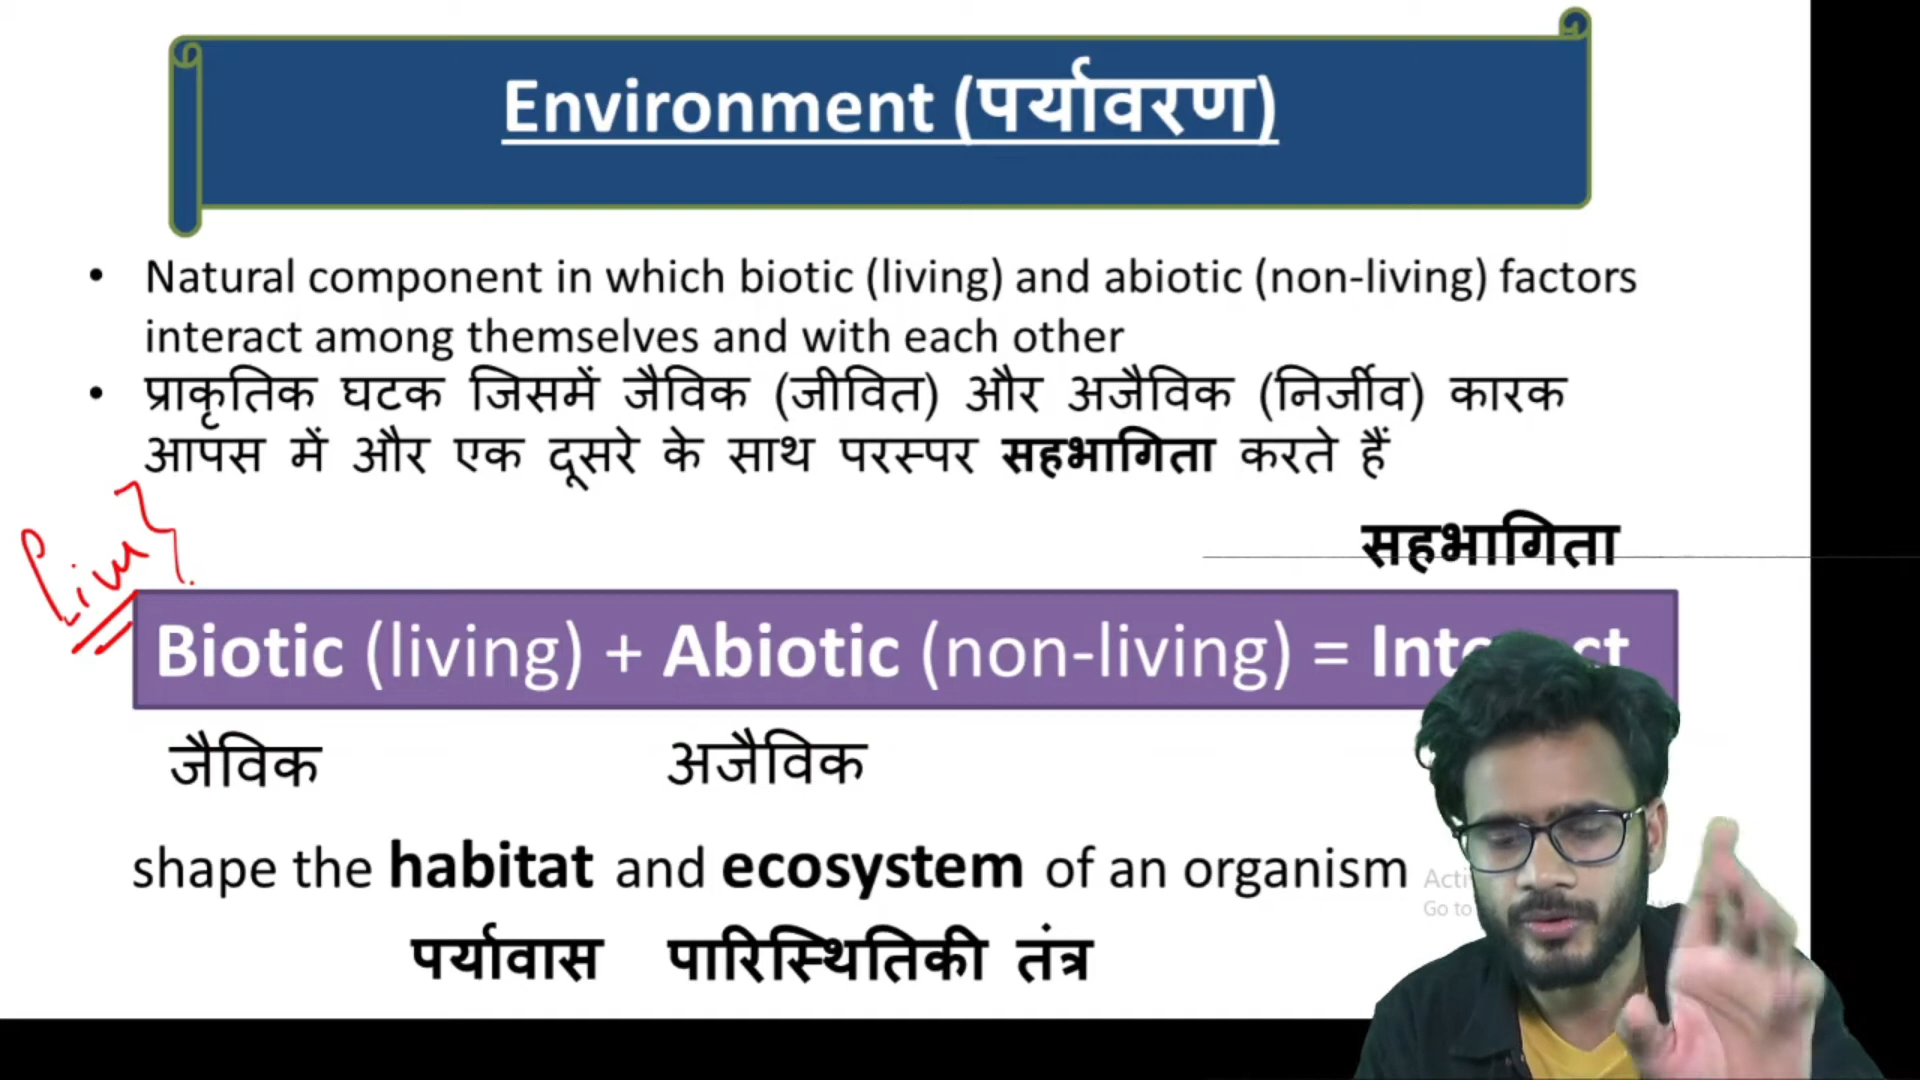 Environment (पर्यावरण)
• Natural component in which biotic (living) and abiotic (non-living) factors
interact among themselves and with each other
• प्राकृतिक घटक जिसमें जैविक (जीवित) और अजैविक (निर्जीव) कारक
आपस में और एक दूसरे के साथ परस्पर सहभागिता करते हैं
सहभागिता
Biotic (living) + Abiotic (non-living) =
जैविक अजैविक
shape the habitat and ecosystem of an organism
Go to
पर्यावास पारिस्थितिकी तंत्र